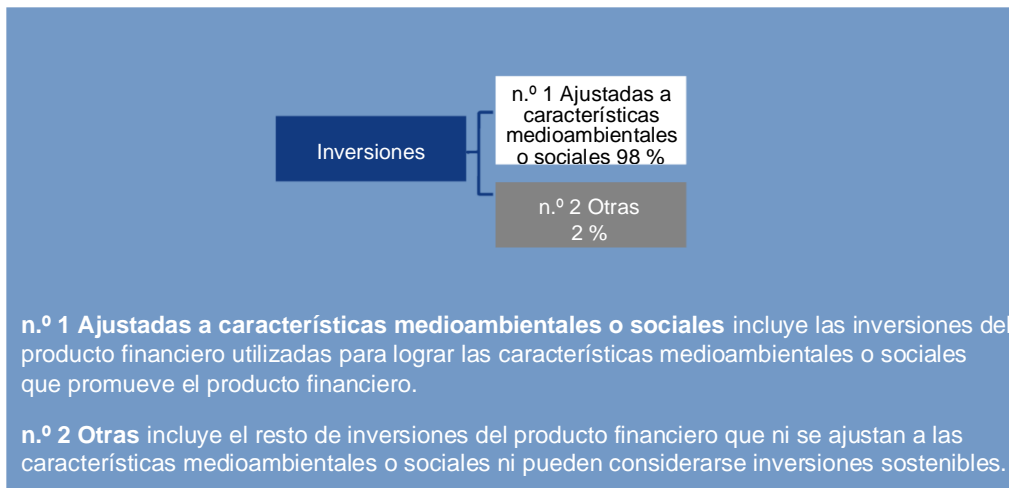 n.º 1 Ajustadas a
características
medioambientales
o sociales 98 %
Inversiones
n.º 2 Otras
2 %
n.º 1 Ajustadas a características medioambientales o sociales incluye las inversiones del
producto financiero utilizadas para lograr las características medioambientales o sociales
que promueve el producto financiero.
n.º 2 Otras incluye el resto de inversiones del producto financiero que ni se ajustan a las
características medioambientales o sociales ni pueden considerarse inversiones sostenibles.